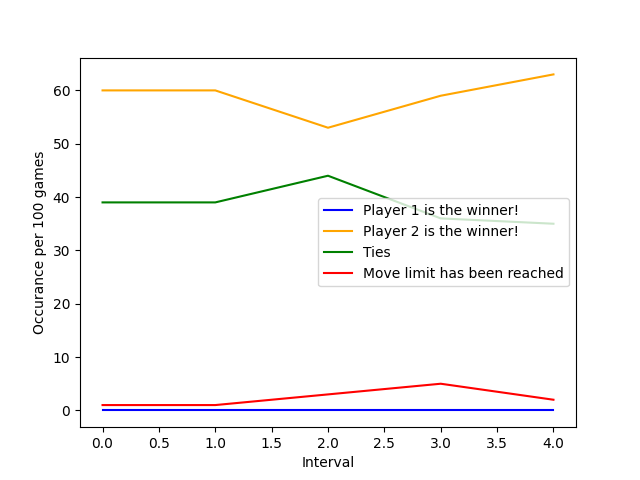 60
50
40
30
20
10
0
Occurance per 100 games
Player 1 is the winner!
Player 2 is the winner!
Ties
Move limit has been reached
0.0 0.5 1.0 1.5 2.0 2.5 3.0 3.5 4.0
Interval